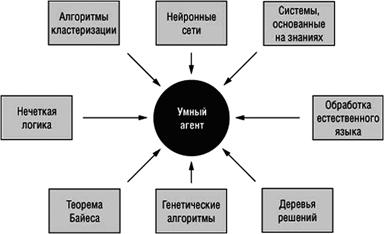 Алгоритмы
кластеризации
Нейронные
сети
Системы,
основанные
на знаниях
Нечеткая
логика
Умный
агент
Обработка
естественного
языка
Теорема
Байеса
Генетические
алгоритмы
Деревья
решений